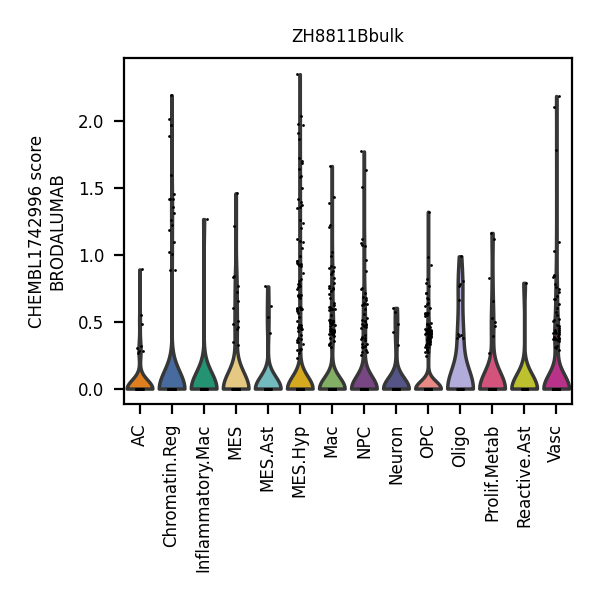 ZH8811Bbulk
CHEMBL1742996 score
BRODALUMAB
2.0
1.5
1.0
0.5
0.0
AC
Chromatin.Reg
Inflammatory.Mac
MES
MES.Ast
MES.Hyp
Mac
NPC
Neuron
OPC
Oligo
Prolif.Metab
Reactive.Ast
Vasc